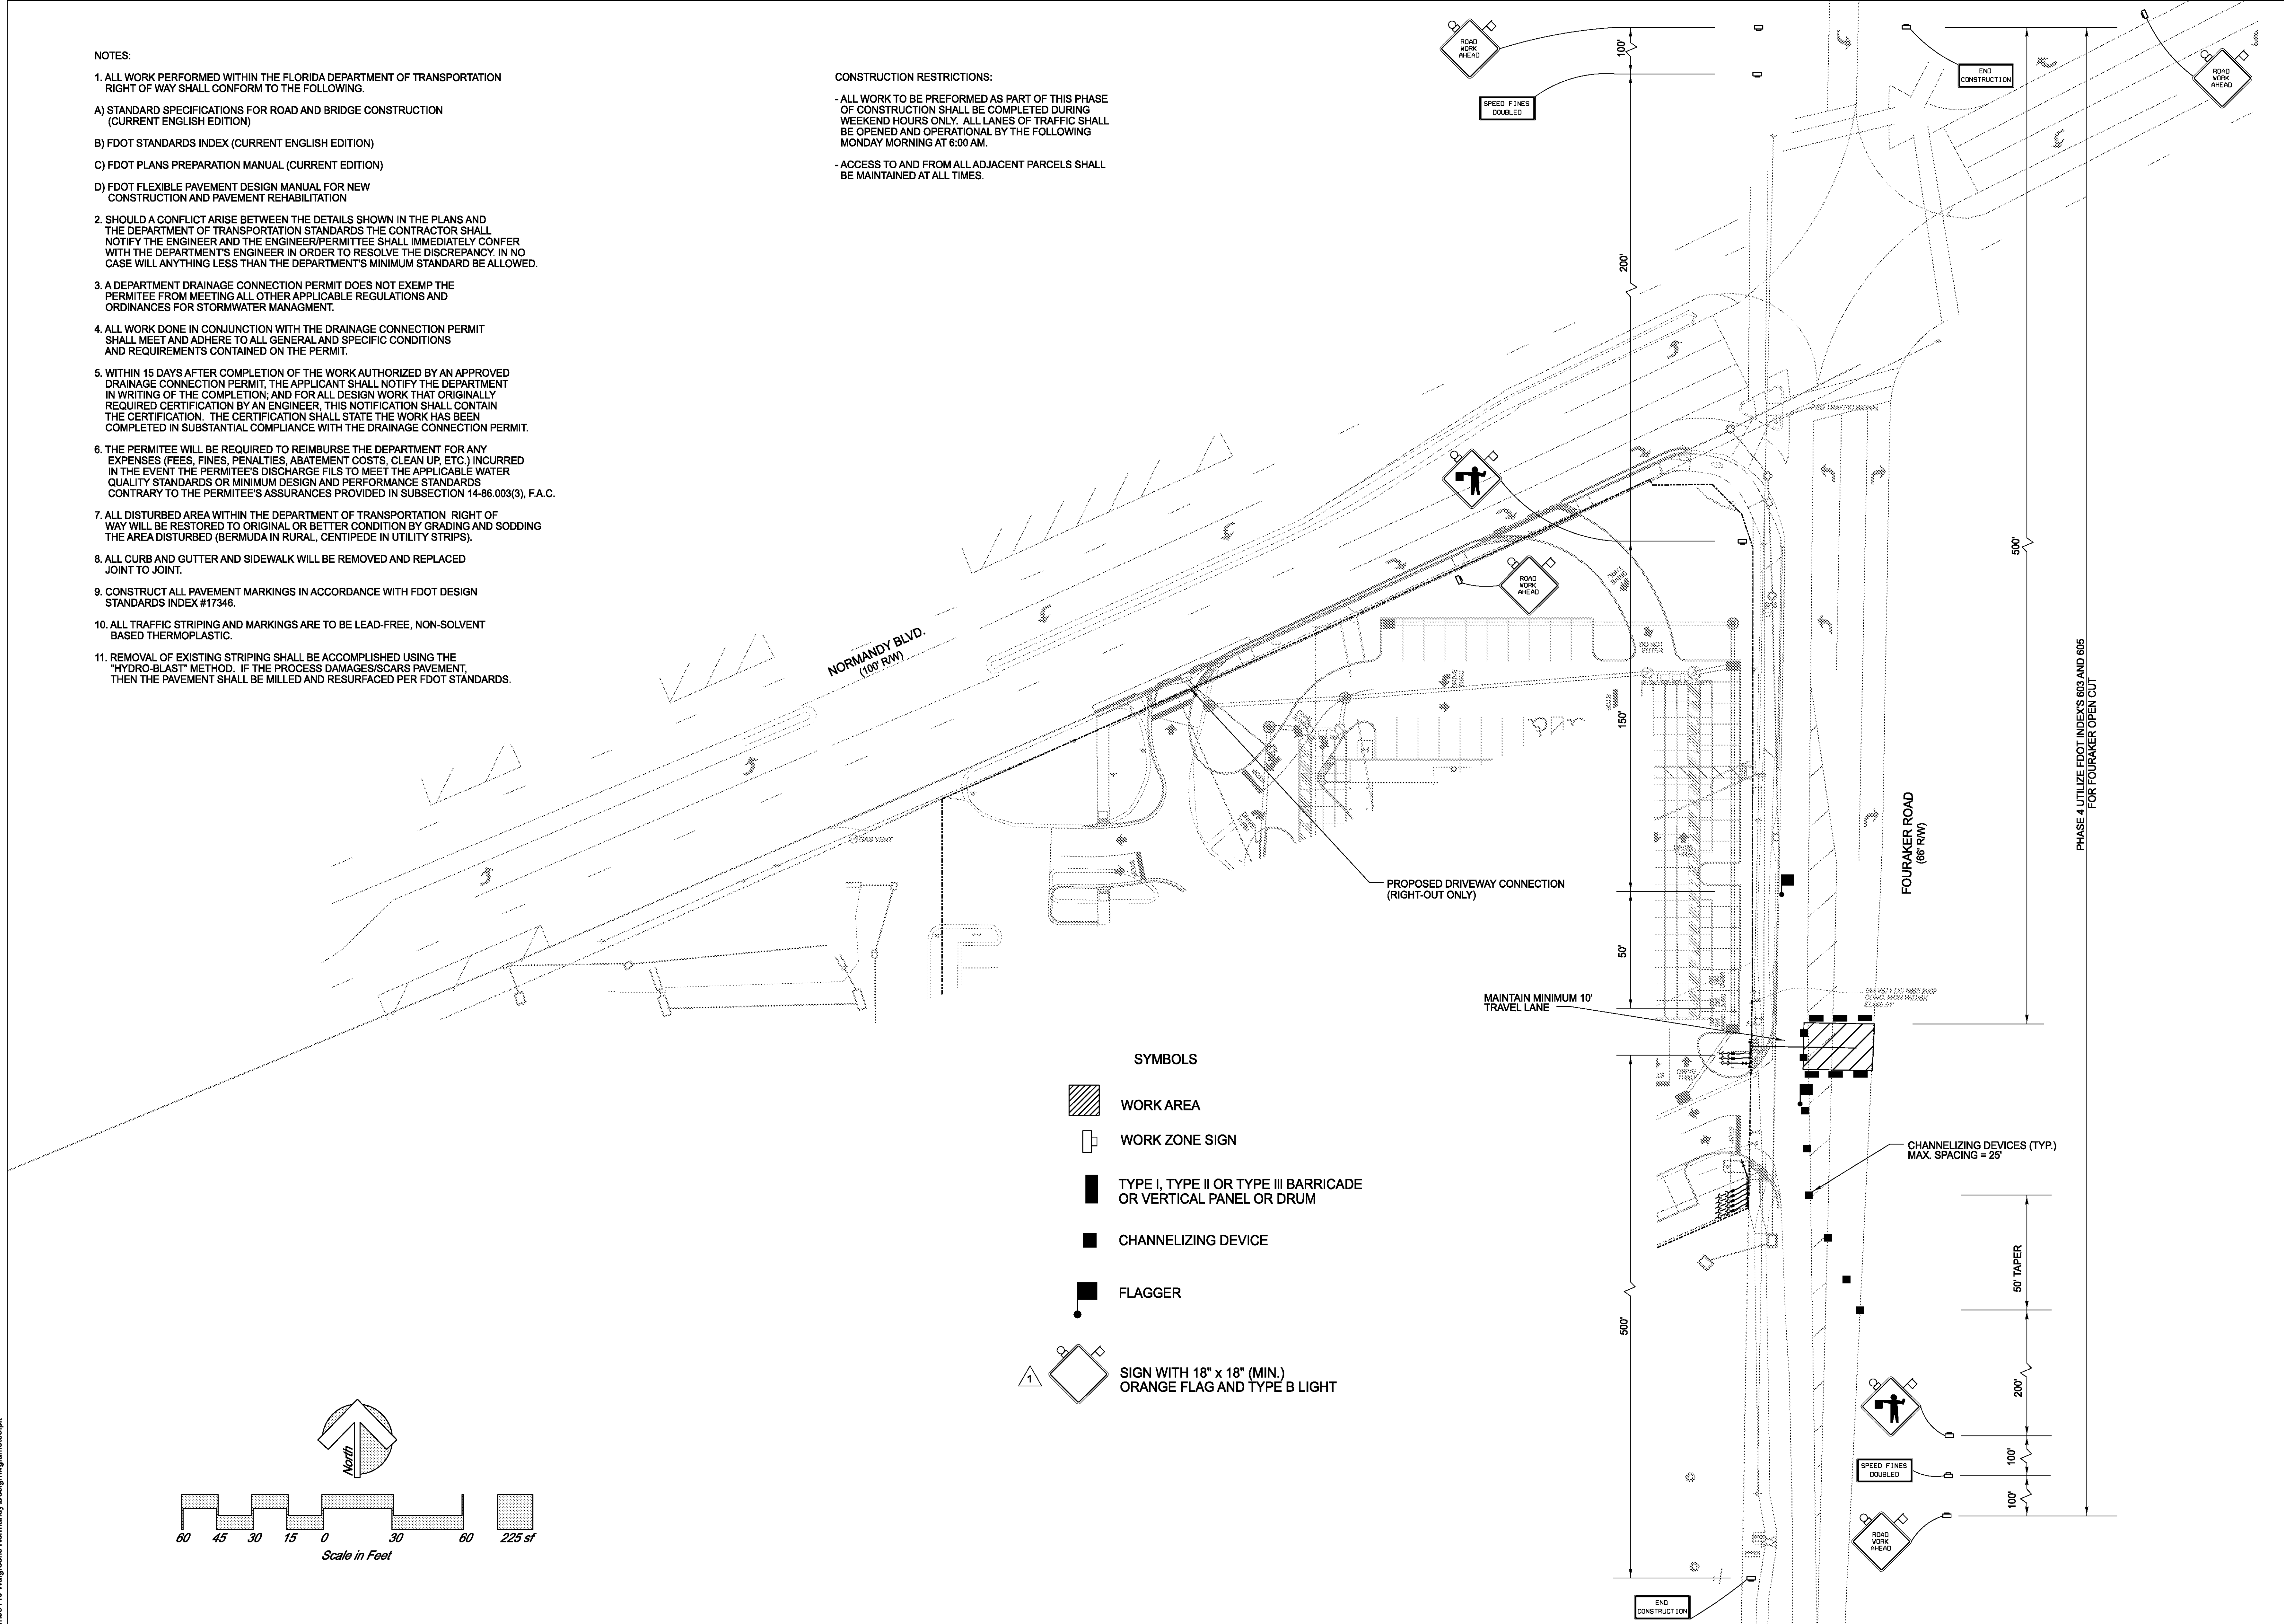 NOTES:
1. ALL WORK PERFORMED WITHIN THE FLORIDA DEPARTMENT OF TRANSPORTATION
RIGHT OF WAY SHALL CONFORM TO THE FOLLOWING.
A) STANDARD SPECIFICATIONS FOR ROAD AND BRIDGE CONSTRUCTION
(CURRENT ENGLISH EDITION)
B) FDOT STANDARDS INDEX (CURRENT ENGLISH EDITION)
C) FDOT PLANS PREPARATION MANUAL (CURRENT EDITION)
D) FDOT FLEXIBLE PAVEMENT DESIGN MANUAL FOR NEW
CONSTRUCTION AND PAVEMENT REHABILITATION
2. SHOULD A CONFLICT ARISE BETWEEN THE DETAILS SHOWN IN THE PLANS AND
THE DEPARTMENT OF TRANSPORTATION STANDARDS THE CONTRACTOR SHALL
NOTIFY THE ENGINEER AND THE ENGINEER/PERMITTEE SHALL IMMEDIATELY CONFER
WITH THE DEPARTMENT'S ENGINEER IN ORDER TO RESOLVE THE DISCREPANCY. IN NO
CASE WILL ANYTHING LESS THAN THE DEPARTMENT'S MINIMUM STANDARD BE ALLOWED.
3. A DEPARTMENT DRAINAGE CONNECTION PERMIT DOES NOT EXEMP THE
PERMITEE FROM MEETING ALL OTHER APPLICABLE REGULATIONS AND
ORDINANCES FOR STORMWATER MANAGMENT.
4. ALL WORK DONE IN CONJUNCTION WITH THE DRAINAGE CONNECTION PERMIT
SHALL MEET AND ADHERE TO ALL GENERAL AND SPECIFIC CONDITIONS
AND REQUIREMENTS CONTAINED ON THE PERMIT.
5. WITHIN 15 DAYS AFTER COMPLETION OF THE WORK AUTHORIZED BY AN APPROVED
DRAINAGE CONNECTION PERMIT, THE APPLICANT SHALL NOTIFY THE DEPARTMENT
IN WRITING OF THE COMPLETION; AND FOR ALL DESIGN WORK THAT ORIGINALLY
REQUIRED CERTIFICATION BY AN ENGINEER, THIS NOTIFICATION SHALL CONTAIN
THE CERTIFICATION. THE CERTIFICATION SHALL STATE THE WORK HAS BEEN
COMPLETED IN SUBSTANTIAL COMPLIANCE WITH THE DRAINAGE CONNECTION PERMIT.
6. THE PERMITEE WILL BE REQUIRED TO REIMBURSE THE DEPARTMENT FOR ANY
EXPENSES (FEES, FINES, PENALTIES, ABATEMENT COSTS, CLEAN UP, ETC.) INCURRED
IN THE EVENT THE PERMITEE'S DISCHARGE FILS TO MEET THE APPLICABLE WATER
QUALITY STANDARDS OR MINIMUM DESIGN AND PERFORMANCE STANDARDS
CONTRARY TO THE PERMITEE'S ASSURANCES PROVIDED IN SUBSECTION 14-86.003(3), F.A.C.
7. ALL DISTURBED AREA WITHIN THE DEPARTMENT OF TRANSPORTATION RIGHT OF
WAY WILL BE RESTORED TO ORIGINAL OR BETTER CONDITION BY GRADING AND SODDING
THE AREA DISTURBED (BERMUDA IN RURAL, CENTIPEDE IN UTILITY STRIPS).
8. ALL CURB AND GUTTER AND SIDEWALK WILL BE REMOVED AND REPLACED
JOINT TO JOINT.
9. CONSTRUCT ALL PAVEMENT MARKINGS IN ACCORDANCE WITH FDOT DESIGN
STANDARDS INDEX #17346.
10. ALL TRAFFIC STRIPING AND MARKINGS ARE TO BE LEAD-FREE, NON-SOLVENT
BASED THERMOPLASTIC.
11. REMOVAL OF EXISTING STRIPING SHALL BE ACCOMPLISHED USING THE
"HYDRO-BLAST" METHOD. IF THE PROCESS DAMAGES/SCARS PAVEMENT,
THEN THE PAVEMENT SHALL BE MILLED AND RESURFACED PER FDOT STANDARDS.
CONSTRUCTION RESTRICTIONS:
- ALL WORK TO BE PREFORMED AS PART OF THIS PHASE
OF CONSTRUCTION SHALL BE COMPLETED DURING
WEEKEND HOURS ONLY. ALL LANES OF TRAFFIC SHALL
BE OPENED AND OPERATIONAL BY THE FOLLOWING
MONDAY MORNING AT 6:00 AM.
- ACCESS TO AND FROM ALL ADJACENT PARCELS SHALL
BE MAINTAINED AT ALL TIMES.
ROAD
WORK
AHEAD
SPEED FINES
DOUBLED
100'
200'
END
CONSTRUCTION
ROAD
WORK
AHEAD
ROAD
WORK
AHEAD
NORMANDY BLVD.
(100' R/W)
DO NOT
ENTER
150'
50'
500'
500'
PHASE 4 UTILIZE FDOT INDEX'S 603 AND 605
FOR FOURAKER OPEN CUT
FOURAKER ROAD
(66' R/W)
PROPOSED DRIVEWAY CONNECTION
(RIGHT-OUT ONLY)
MAINTAIN MINIMUM 10'
TRAVEL LANE
CHANNELIZING DEVICES (TYP.)
MAX. SPACING = 25'
50' TAPER
200'
100'
100'
SPEED FINES
DOUBLED
ROAD
WORK
AHEAD
END
CONSTRUCTION
SYMBOLS
WORK AREA
WORK ZONE SIGN
TYPE I, TYPE II OR TYPE III BARRICADE
OR VERTICAL PANEL OR DRUM
CHANNELIZING DEVICE
FLAGGER
1
SIGN WITH 18" x 18" (MIN.)
ORANGE FLAG AND TYPE B LIGHT
North
60 45 30 15 0 30 60 225 sf
Scale in Feet